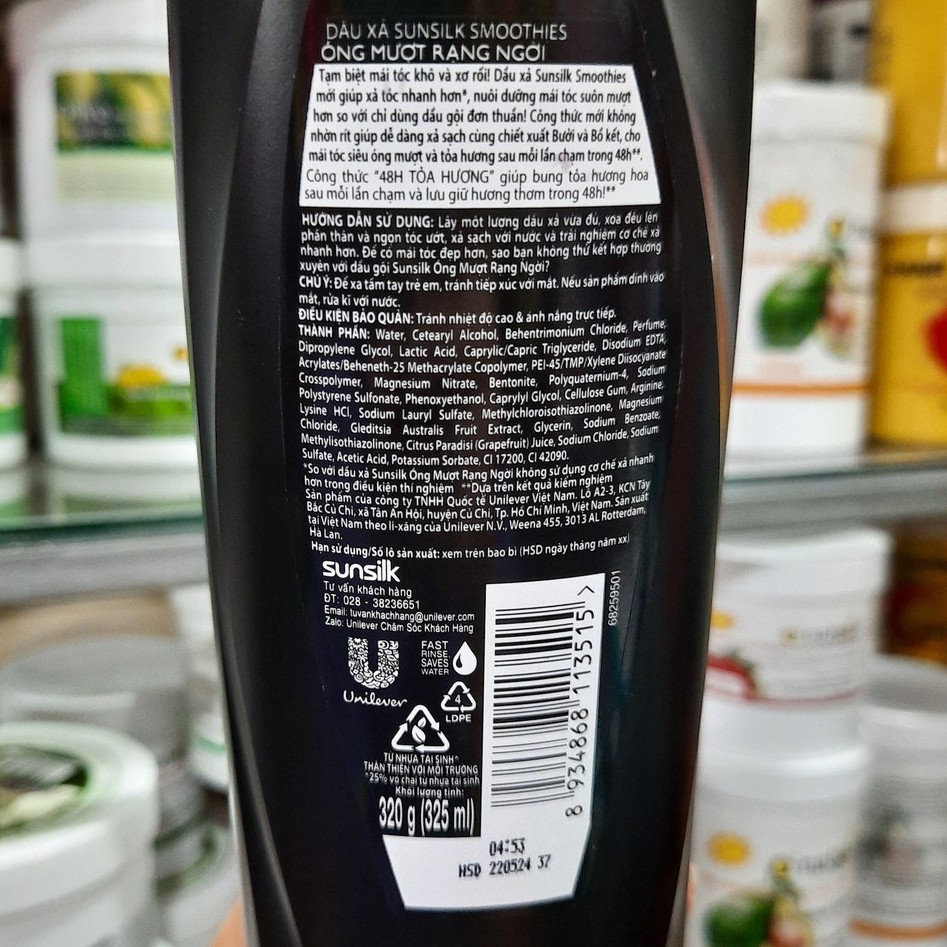 DẦU XẢ SUNSILK SMOOTHIES
ÓNG MƯỢT RẠNG NGỜI
Tạm biệt mái tóc khô và xơ rối! Dầu xả Sunsilk Smoothies
mới giúp xả tóc nhanh hơn*, nuôi dưỡng mái tóc suôn mượt
hơn so với chỉ dùng dầu gội đơn thuần! Công thức mới không
nhờn rít giúp dễ dàng xả sạch cùng chiết xuất Bưởi và Bồ kết, cho
mái tóc siêu óng mượt và tỏa hương sau mỗi lần chạm trong 48h**.
Công thức "48H TỎA HƯƠNG" giúp bung tỏa hương hoa
sau mỗi lần chạm và lưu giữ hương thơm trong 48h!**
HƯỚNG DẪN SỬ DỤNG: Lấy một lượng dầu xả vừa đủ, xoa đều lên
phần thân và ngọn tóc ướt, xả sạch với nước và trải nghiệm cơ chế xả
nhanh hơn. Để có mái tóc đẹp hơn, sao bạn không thử kết hợp thường
xuyên với dầu gội Sunsilk Óng Mượt Rạng Ngời?
CHÚ Ý: Để xa tầm tay trẻ em, tránh tiếp xúc với mắt. Nếu sản phẩm dính vào
mắt, rửa kĩ với nước.
ĐIỀU KIỆN BẢO QUẢN: Tránh nhiệt độ cao & ánh nắng trực tiếp.
THÀNH PHẦN: Water, Cetearyl Alcohol, Behentrimonium Chloride, Perfume,
Dipropylene Glycol, Lactic Acid, Caprylic/Capric Triglyceride, Disodium EDTA,
Acrylates/Beheneth-25 Methacrylate Copolymer, PEI-45/TMP/Xylene Diisocyanate
Crosspolymer, Magnesium Nitrate, Bentonite, Polyquaternium-4, Sodium
Polystyrene Sulfonate, Phenoxyethanol, Caprylyl Glycol, Cellulose Gum, Arginine,
Lysine HCl, Sodium Lauryl Sulfate, Methylchloroisothiazolinone, Magnesium
Chloride, Gleditsia Australis Fruit Extract, Glycerin, Sodium Benzoate,
Methylisothiazolinone, Citrus Paradisi (Grapefruit) Juice, Sodium Chloride, Sodium
Sulfate, Acetic Acid, Potassium Sorbate, CI 17200, CI 42090.
*So với dầu xả Sunsilk Óng Mượt Rạng Ngời không sử dụng cơ chế xả nhanh
hơn trong điều kiện thí nghiệm **Dựa trên kết quả kiểm nghiệm
Sản phẩm của công ty TNHH Quốc tế Unilever Việt Nam. Lô A2-3, KCN Tây
Bắc Củ Chi, xã Tân An Hội, huyện Củ Chi, Tp. Hồ Chí Minh, Việt Nam. Sản xuất
tại Việt Nam theo li-xăng của Unilever N.V., Weena 455, 3013 AL Rotterdam,
Hà Lan.
Hạn sử dụng/Số lô sản xuất: xem trên bao bì (HSD ngày tháng năm xx)
sunsilk
Tư vấn khách hàng
ĐT: 028 - 38236651
Email: tuvankhachhang@unilever.com
Zalo: Unilever Chăm Sóc Khách Hàng
68259501
Unilever
FAST
RINSE
SAVES
WATER
4
LDPE
TỪ NHỰA TÁI SINH^
THÂN THIỆN VỚI MÔI TRƯỜNG
^25% vỏ chai từ nhựa tái sinh
Khối lượng tịnh:
320 g (325 ml)
8 934868 113515 >
04:53
HSD 220524 37